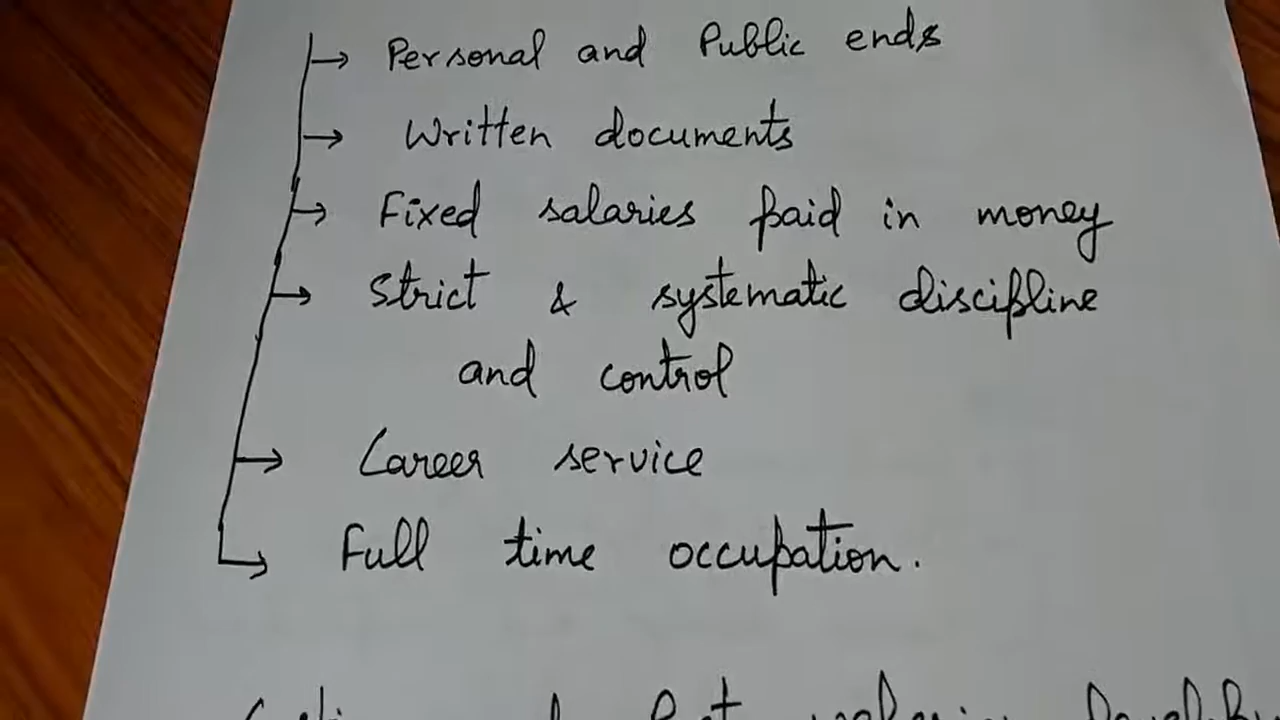 → Personal and Public ends
→ Written documents
→ Fixed salaries paid in money
→ Strict & systematic discipline
and control
→ Career service
→ Full time occupation.